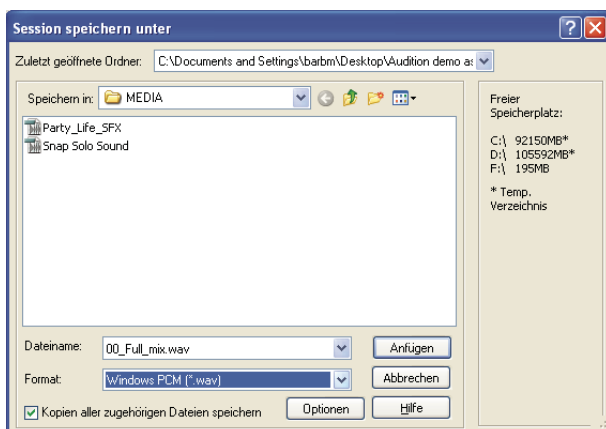 Session speichern unter
Zuletzt geöffnete Ordner: C:\Documents and Settings\barbm\Desktop\Audition demo as
Speichern in: MEDIA
Party_Life_SFX
Snap Solo Sound
Freier
Speicherplatz:
C:\ 92150MB*
D:\ 105592MB*
F:\ 195MB
* Temp.
Verzeichnis
Dateiname: 00_Full_mix.wav Anfügen
Format: Windows PCM (*.wav) Abbrechen
Kopien aller zugehörigen Dateien speichern Optionen Hilfe